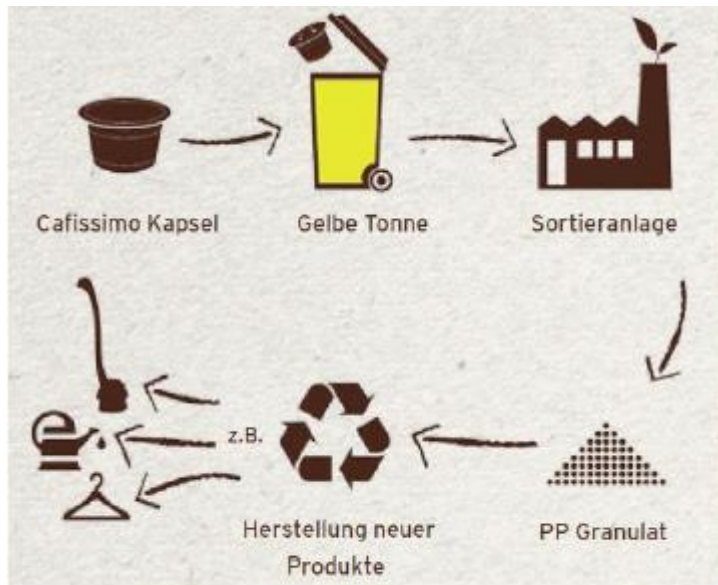 Cafissimo Kapsel
Gelbe Tonne
Sortieranlage
z.B.
Herstellung neuer
Produkte
PP Granulat